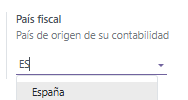 País fiscal
País de origen de su contabilidad
ES
España